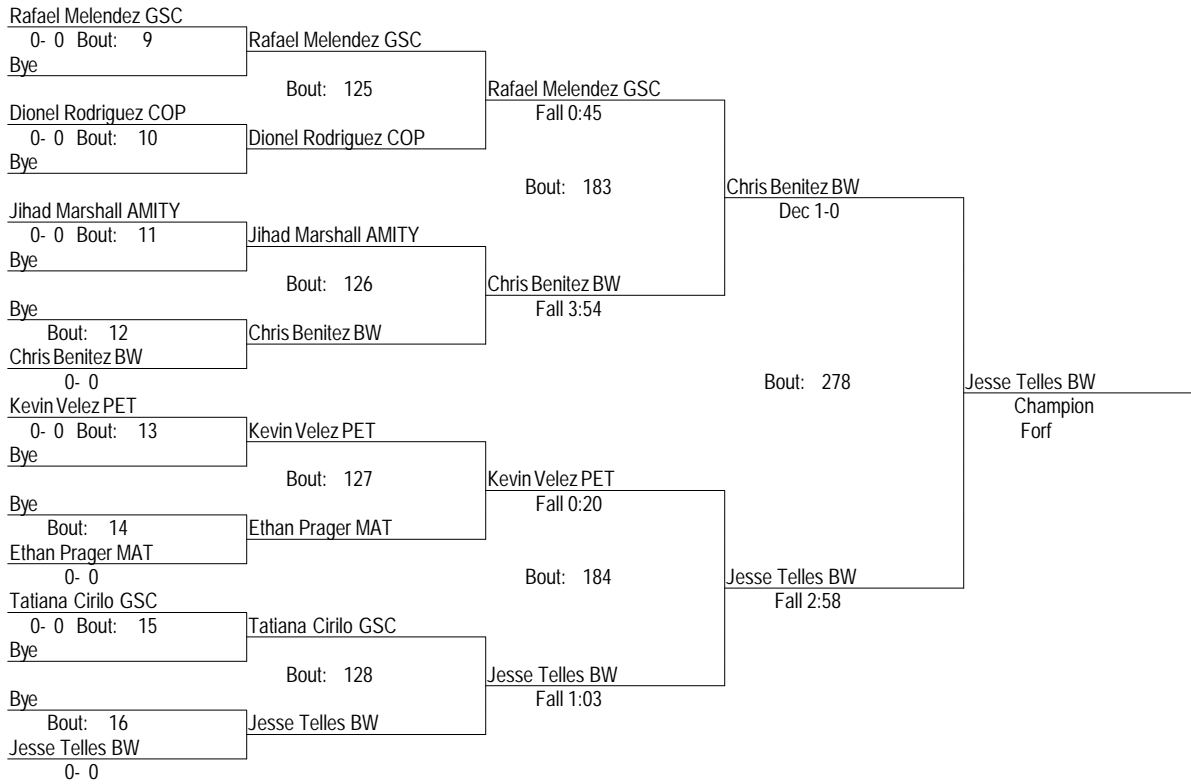 Rafael Melendez GSC
0- 0 Bout: 9
Bye
Rafael Melendez GSC
Bout: 125
Dionel Rodriguez COP
0- 0 Bout: 10
Bye
Dionel Rodriguez COP
Rafael Melendez GSC
Fall 0:45
Bout: 183
Jihad Marshall AMITY
0- 0 Bout: 11
Bye
Jihad Marshall AMITY
Bout: 126
Bye
Bout: 12
Chris Benitez BW
0- 0
Chris Benitez BW
Chris Benitez BW
Fall 3:54
Chris Benitez BW
Dec 1-0
Bout: 278
Kevin Velez PET
0- 0 Bout: 13
Bye
Kevin Velez PET
Bout: 127
Bye
Bout: 14
Ethan Prager MAT
0- 0
Ethan Prager MAT
Kevin Velez PET
Fall 0:20
Bout: 184
Tatiana Cirilo GSC
0- 0 Bout: 15
Bye
Tatiana Cirilo GSC
Bout: 128
Bye
Bout: 16
Jesse Telles BW
0- 0
Jesse Telles BW
Jesse Telles BW
Fall 1:03
Jesse Telles BW
Fall 2:58
Jesse Telles BW
Champion
Forf